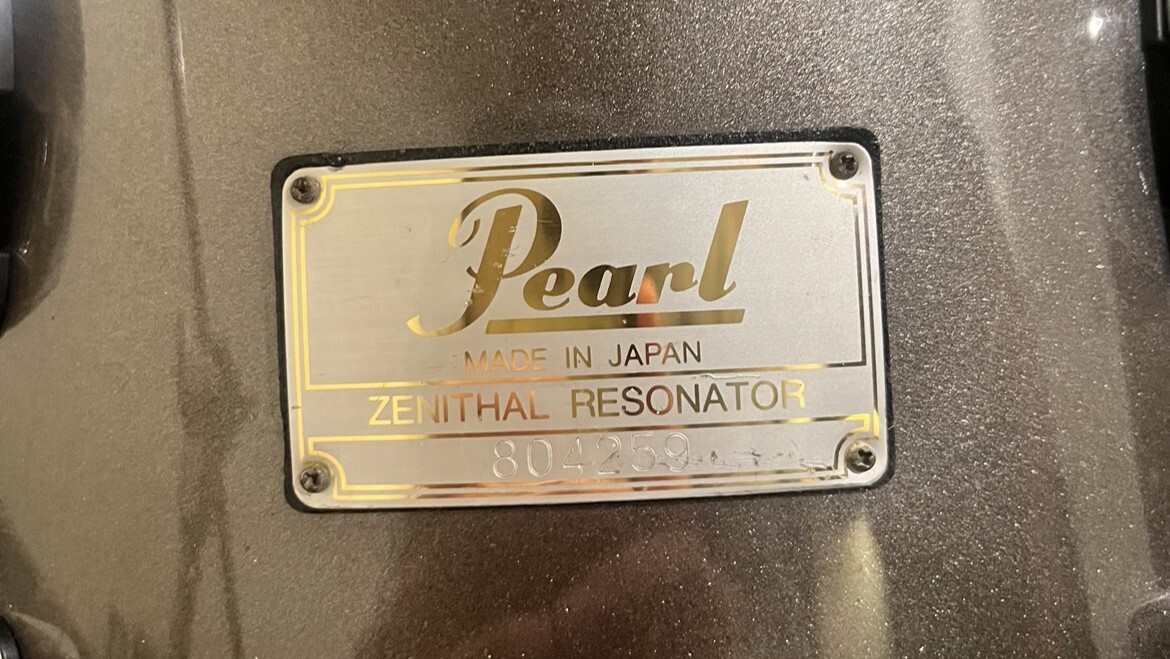 Pearl
MADE IN JAPAN
ZENITHAL RESONATOR
804259